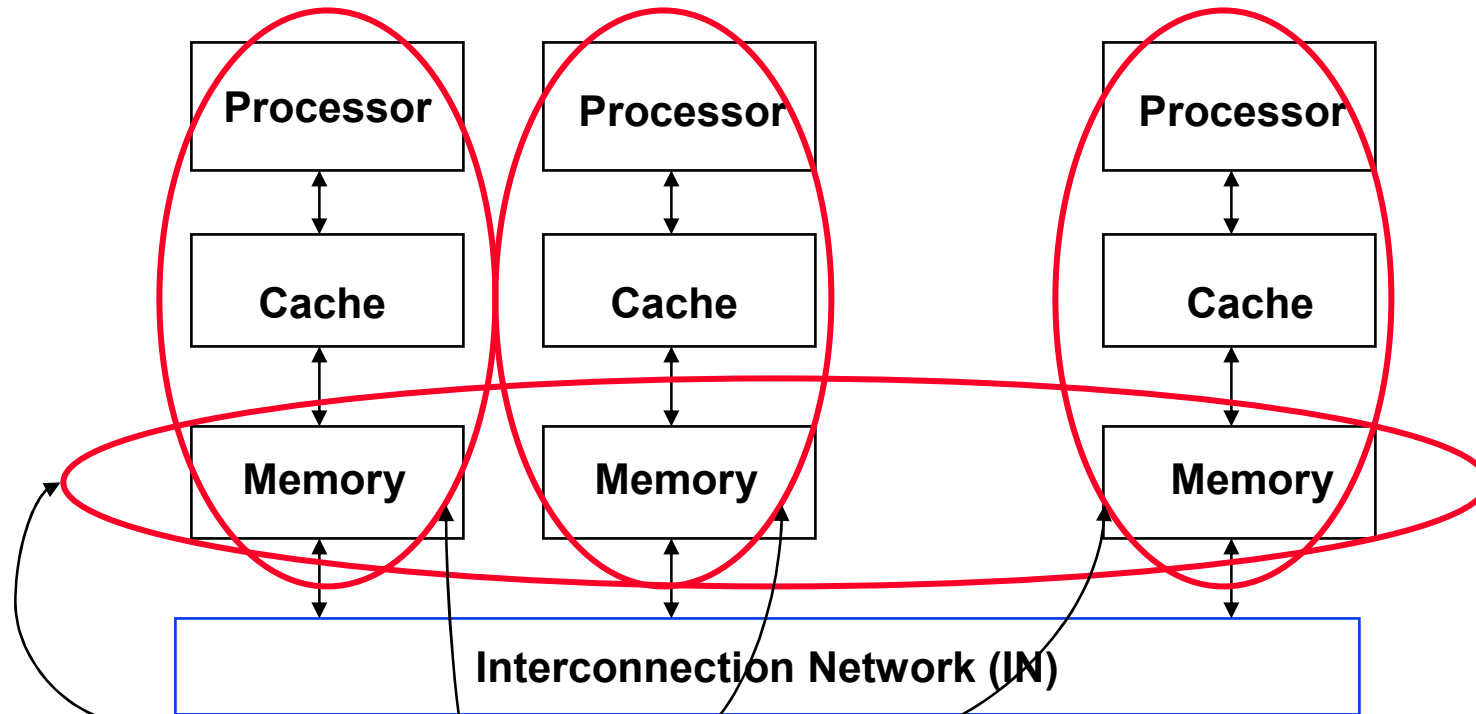 Processor
Processor
Processor
Cache
Cache
Cache
Memory
Memory
Memory
Interconnection Network (IN)